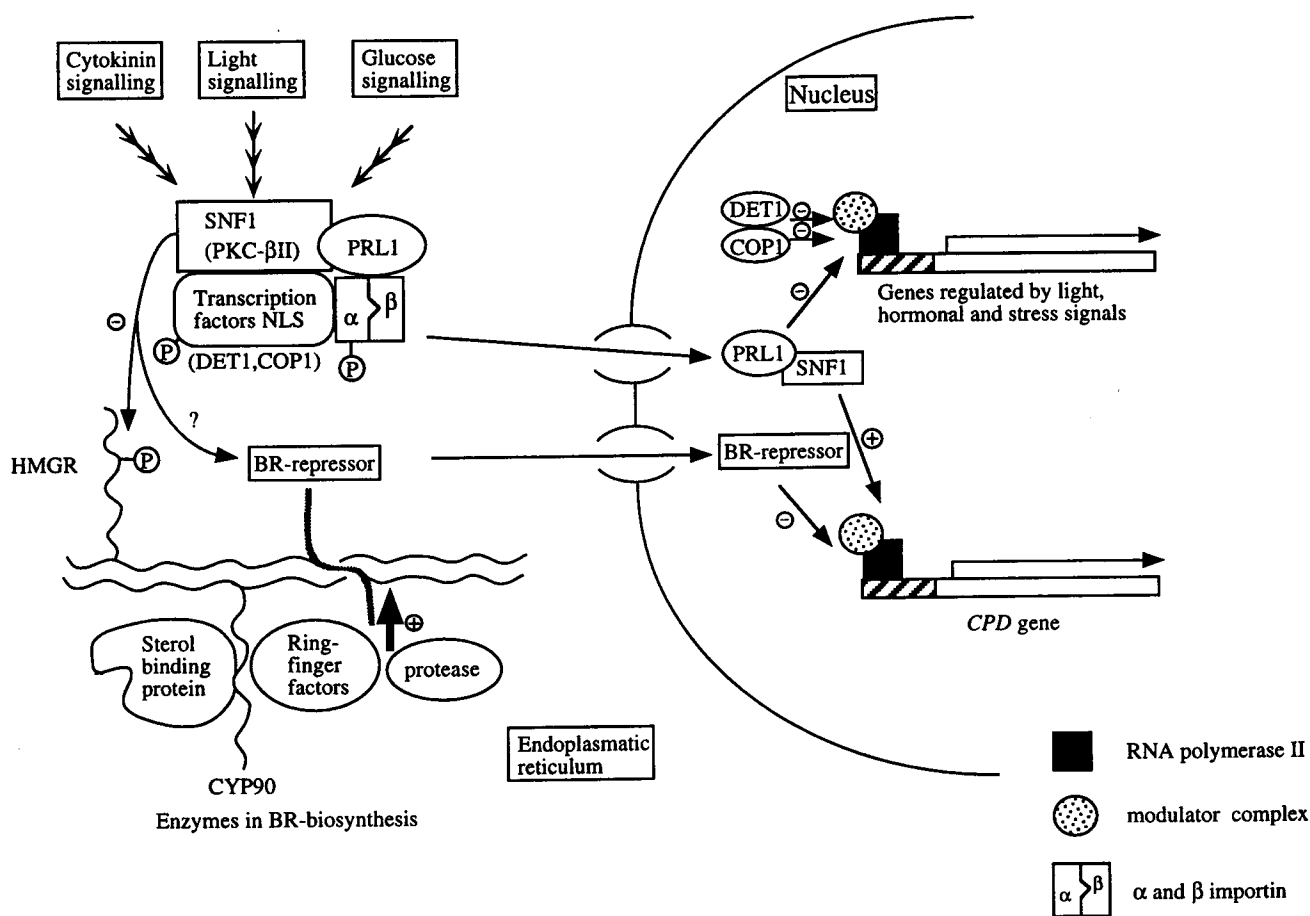 Cytokinin
signalling
Light
signalling
Glucose
signalling
Nucleus
SNF1
(PKC-βII)
PRL1
Transcription
factors NLS
α
β
P
(DET1,COP1)
P
⊖
?
HMGR
P
BR-repressor
DET1
COP1
⊖
⊖
Genes regulated by light,
hormonal and stress signals
⊖
PRL1
SNF1
⊕
BR-repressor
⊖
CPD gene
Sterol
binding
protein
Ring-
finger
factors
⊕
protease
CYP90
Enzymes in BR-biosynthesis
Endoplasmatic
reticulum
RNA polymerase II
modulator complex
α
β
α and β importin